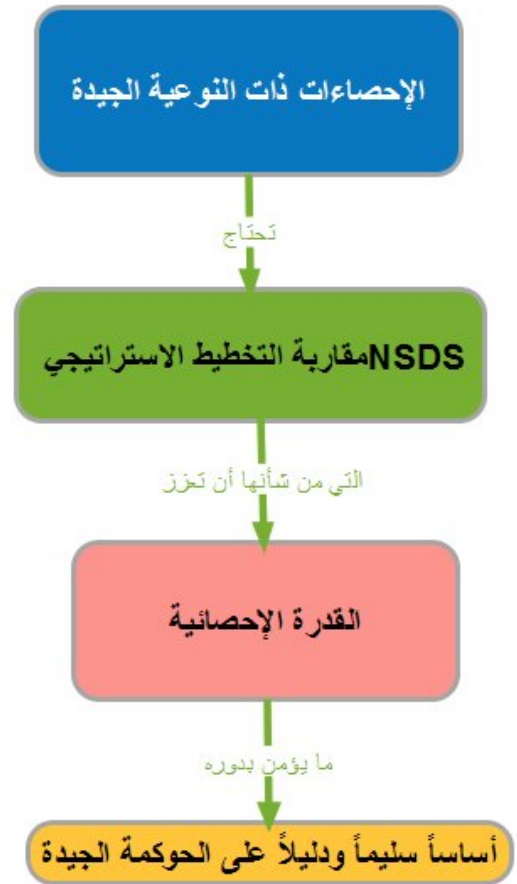 الإحصاءات ذات النوعية الجيدة
تحتاج
NSDSمقاربة التخطيط الاستراتيجي
التي من شأنها أن تعزز
القدرة الإحصائية
ما يؤمن بدوره
أساساً سليماً ودليلاً على الحوكمة الجيدة